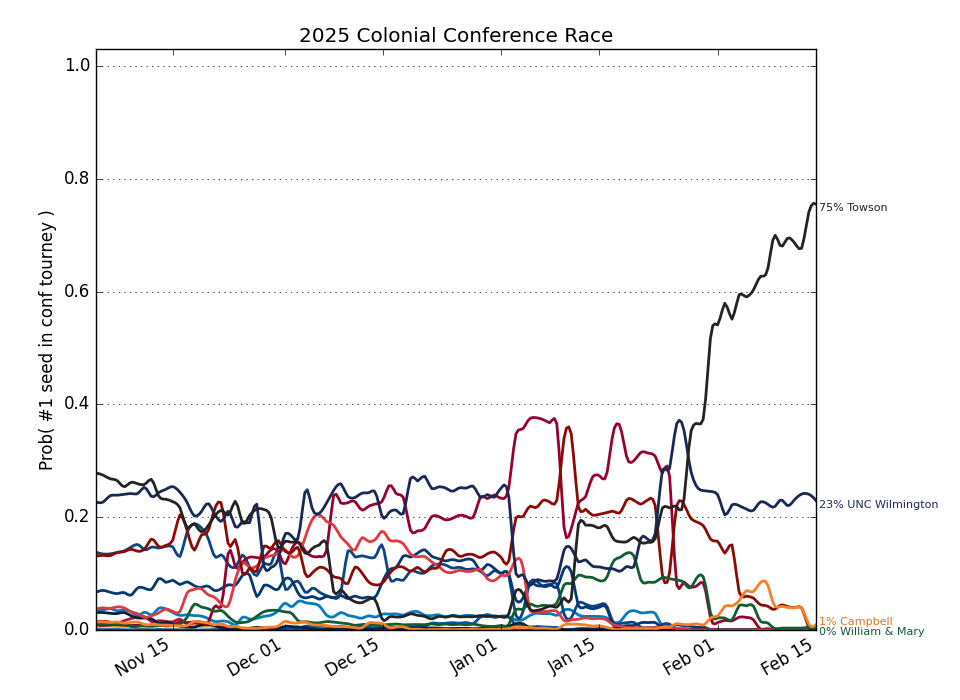 2025 Colonial Conference Race
Prob( #1 seed in conf tourney )
1.0
0.8
0.6
0.4
0.2
0.0
75% Towson
23% UNC Wilmington
1% Campbell
0% William & Mary
Nov 15
Dec 01
Dec 15
Jan 01
Jan 15
Feb 01
Feb 15